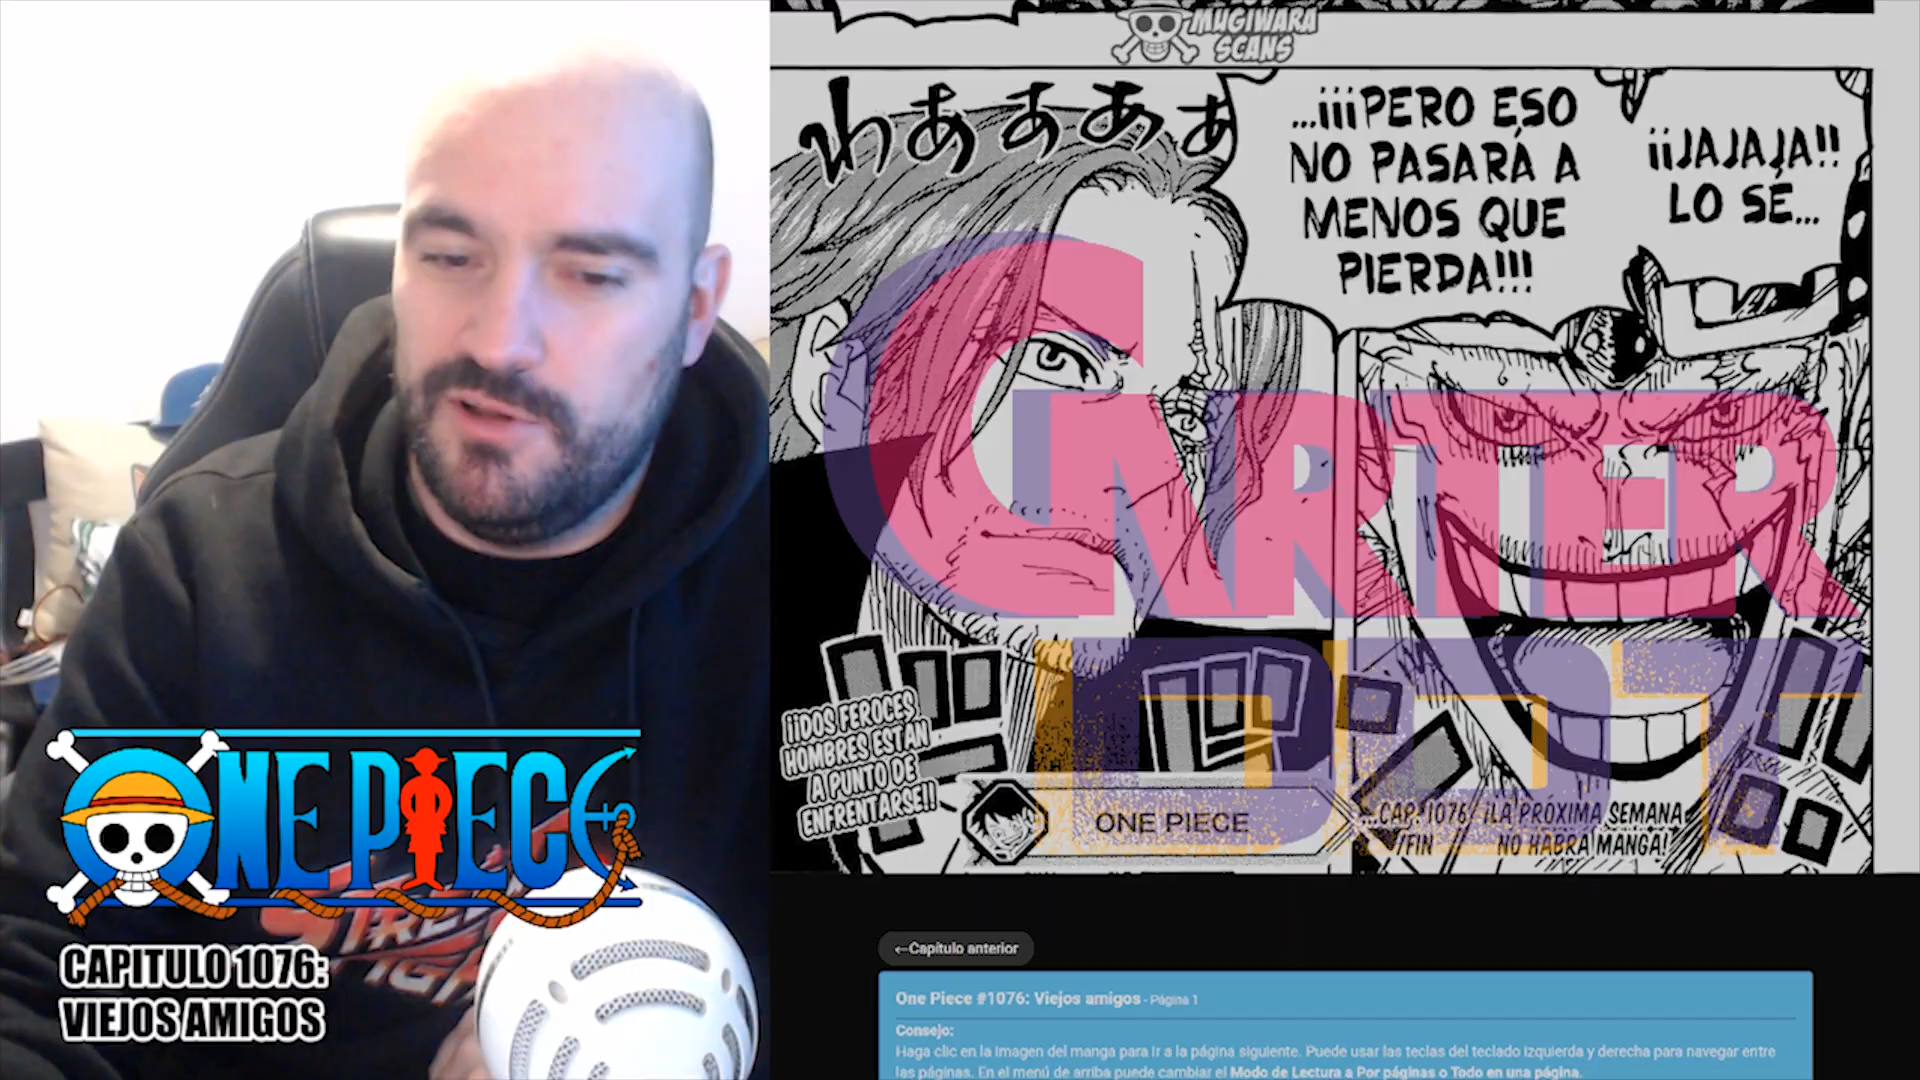 MUGIWARA
SCANS
わああああ
...¡¡¡PERO ESO
NO PASARÁ A
MENOS QUE
PIERDA!!!
¡¡JAJAJA!!
LO SÉ...
CARTER
¡¡DOS FEROCES
HOMBRES ESTÁN
A PUNTO DE
ENFRENTARSE!!
ONE PIECE
...CAP. 1076/ ¡LA PRÓXIMA SEMANA
/FIN NO HABRÁ MANGA!
ONE PIECE
STREET
CAPITULO 1076:
VIEJOS AMIGOS
←Capítulo anterior
One Piece #1076: Viejos amigos - Página 1
Consejo:
Haga clic en la imagen del manga para ir a la página siguiente. Puede usar las teclas del teclado izquierda y derecha para navegar entre
las páginas. En el menú de arriba puede cambiar el Modo de Lectura a Por páginas o Todo en una página.